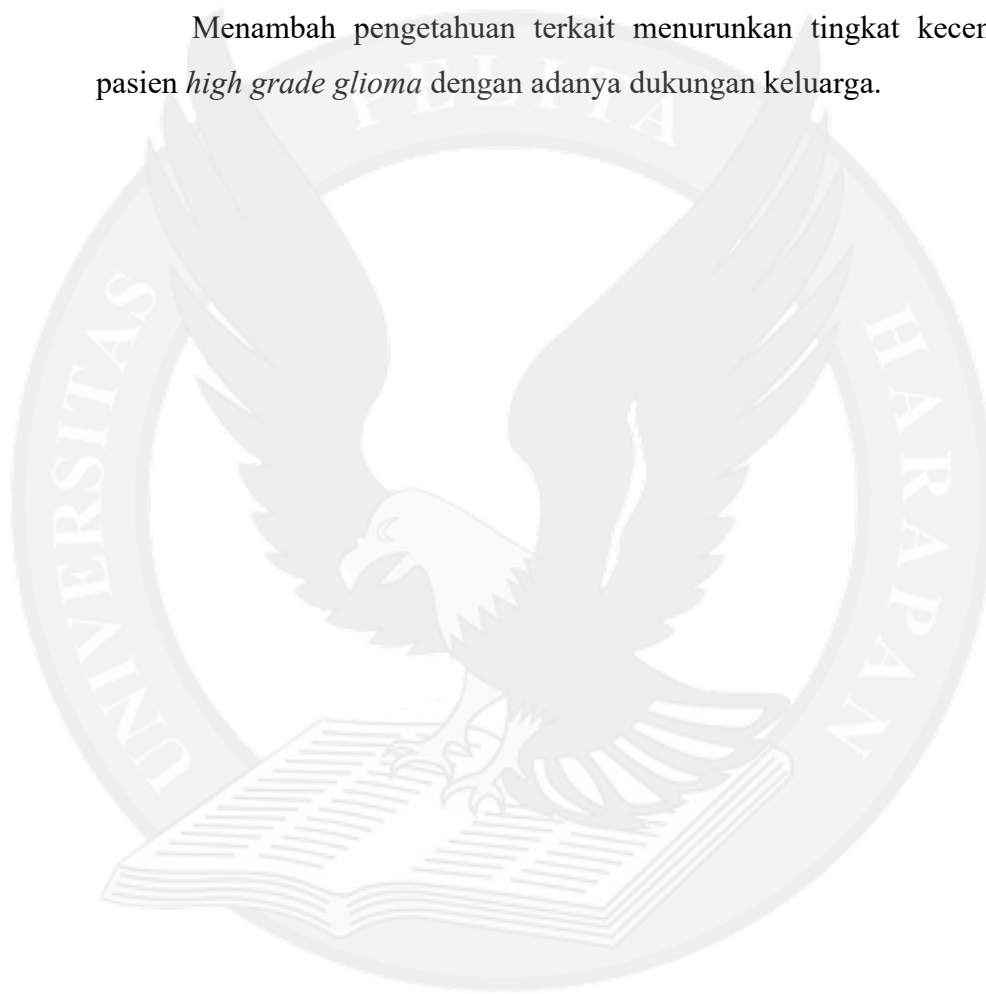 Menambah pengetahuan terkait menurunkan tingkat
pasien high grade glioma dengan adanya dukungan keluarga.
UNIVERSITAS PELITA HARAPAN